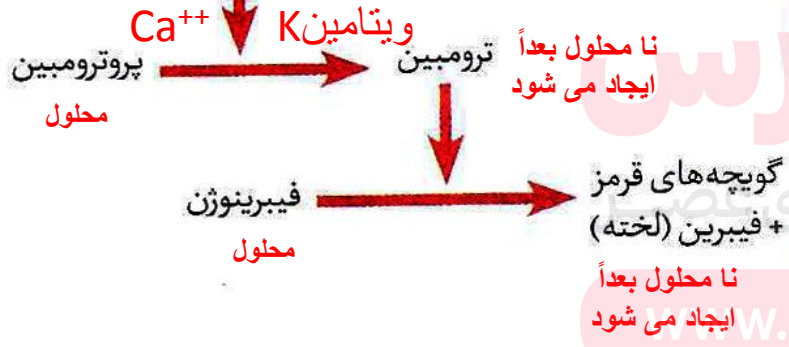 Ca++ ویتامینK
پروترومبین
محلول
ترومبین
نا محلول بعداً
ایجاد می شود
فیبرینوژن
محلول
گویچه‌های قرمز
+ فیبرین (لخته)
نا محلول بعداً
ایجاد می شود
www.